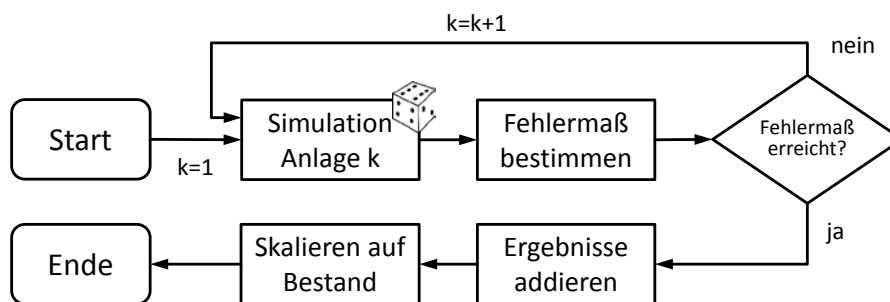 k=k+1
nein
Start
k=1
Simulation
Anlage k
Fehlermaß
bestimmen
Fehlermaß
erreicht?
ja
Ergebnisse
addieren
Skalieren auf
Bestand
Ende